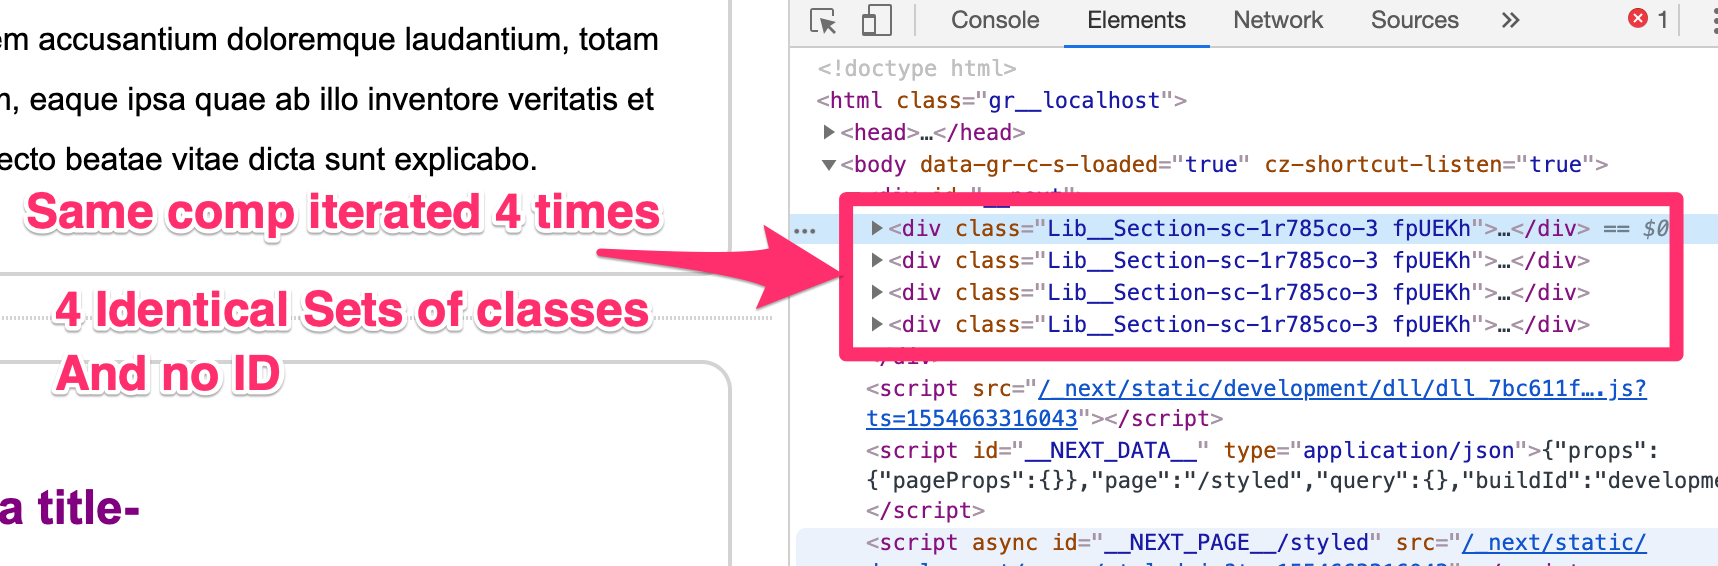 em accusantium doloremque laudantium, totam
, eaque ipsa quae ab illo inventore veritatis et
ecto beatae vitae dicta sunt explicabo.
Same comp iterated 4 times
4 Identical Sets of classes
And no ID
a title-
Console Elements Network Sources » 1
<!doctype html>
<html class="gr__localhost">
▶<head>…</head>
▼<body data-gr-c-s-loaded="true" cz-shortcut-listen="true">
<div id="__next">
… ▶<div class="Lib__Section-sc-1r785co-3 fpUEKh">…</div> == $0
▶<div class="Lib__Section-sc-1r785co-3 fpUEKh">…</div>
▶<div class="Lib__Section-sc-1r785co-3 fpUEKh">…</div>
▶<div class="Lib__Section-sc-1r785co-3 fpUEKh">…</div>
</div>
<script src="/_next/static/development/dll/dll_7bc611f….js?
ts=1554663316043"></script>
<script id="__NEXT_DATA__" type="application/json">{"props":
{"pageProps":{}},"page":"/styled","query":{},"buildId":"developme
</script>
<script async id="__NEXT_PAGE__/styled" src="/_next/static/